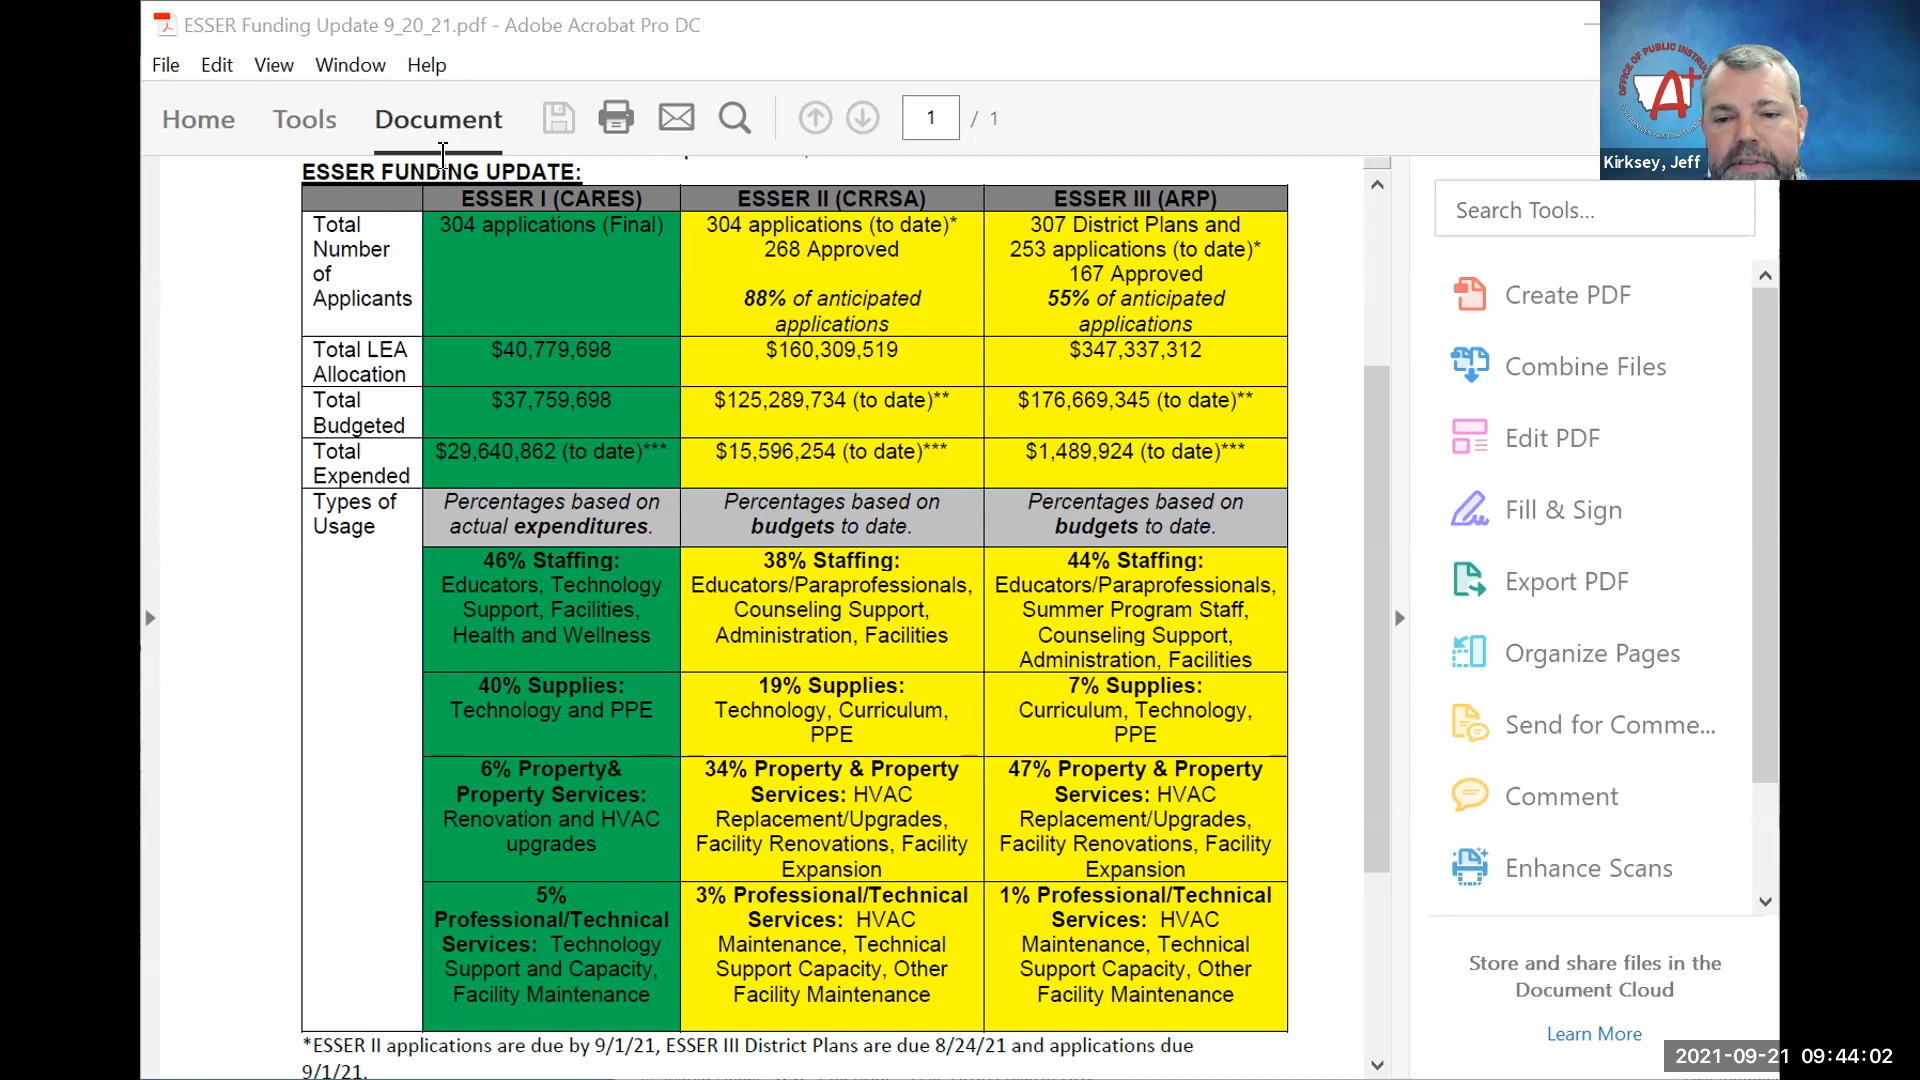 ESSER Funding Update 9_20_21.pdf - Adobe Acrobat Pro DC
File Edit View Window Help
Home Tools Document
1 / 1
OFFICE OF PUBLIC
A+
Kirksey, Jeff
ESSER FUNDING UPDATE:
ESSER I (CARES) ESSER II (CRRSA) ESSER III (ARP)
Total
Number
of
Applicants
304 applications (Final)
304 applications (to date)*
268 Approved
88% of anticipated
applications
307 District Plans and
253 applications (to date)*
167 Approved
55% of anticipated
applications
Total LEA
Allocation
$40,779,698
$160,309,519
$347,337,312
Total
Budgeted
$37,759,698
$125,289,734 (to date)**
$176,669,345 (to date)**
Total
Expended
$29,640,862 (to date)***
$15,596,254 (to date)***
$1,489,924 (to date)***
Types of
Usage
Percentages based on
actual expenditures.
Percentages based on
budgets to date.
Percentages based on
budgets to date.
46% Staffing:
Educators, Technology
Support, Facilities,
Health and Wellness
38% Staffing:
Educators/Paraprofessionals,
Counseling Support,
Administration, Facilities
44% Staffing:
Educators/Paraprofessionals,
Summer Program Staff,
Counseling Support,
Administration, Facilities
40% Supplies:
Technology and PPE
19% Supplies:
Technology, Curriculum,
PPE
7% Supplies:
Curriculum, Technology,
PPE
6% Property&
Property Services:
Renovation and HVAC
upgrades
34% Property & Property
Services: HVAC
Replacement/Upgrades,
Facility Renovations, Facility
Expansion
47% Property & Property
Services: HVAC
Replacement/Upgrades,
Facility Renovations, Facility
Expansion
5%
Professional/Technical
Services: Technology
Support and Capacity,
Facility Maintenance
3% Professional/Technical
Services: HVAC
Maintenance, Technical
Support Capacity, Other
Facility Maintenance
1% Professional/Technical
Services: HVAC
Maintenance, Technical
Support Capacity, Other
Facility Maintenance
*ESSER II applications are due by 9/1/21, ESSER III District Plans are due 8/24/21 and applications due
9/1/21.
Search Tools...
Create PDF
Combine Files
Edit PDF
Fill & Sign
Export PDF
Organize Pages
Send for Comme...
Comment
Enhance Scans
Store and share files in the
Document Cloud
Learn More
2021-09-21 09:44:02